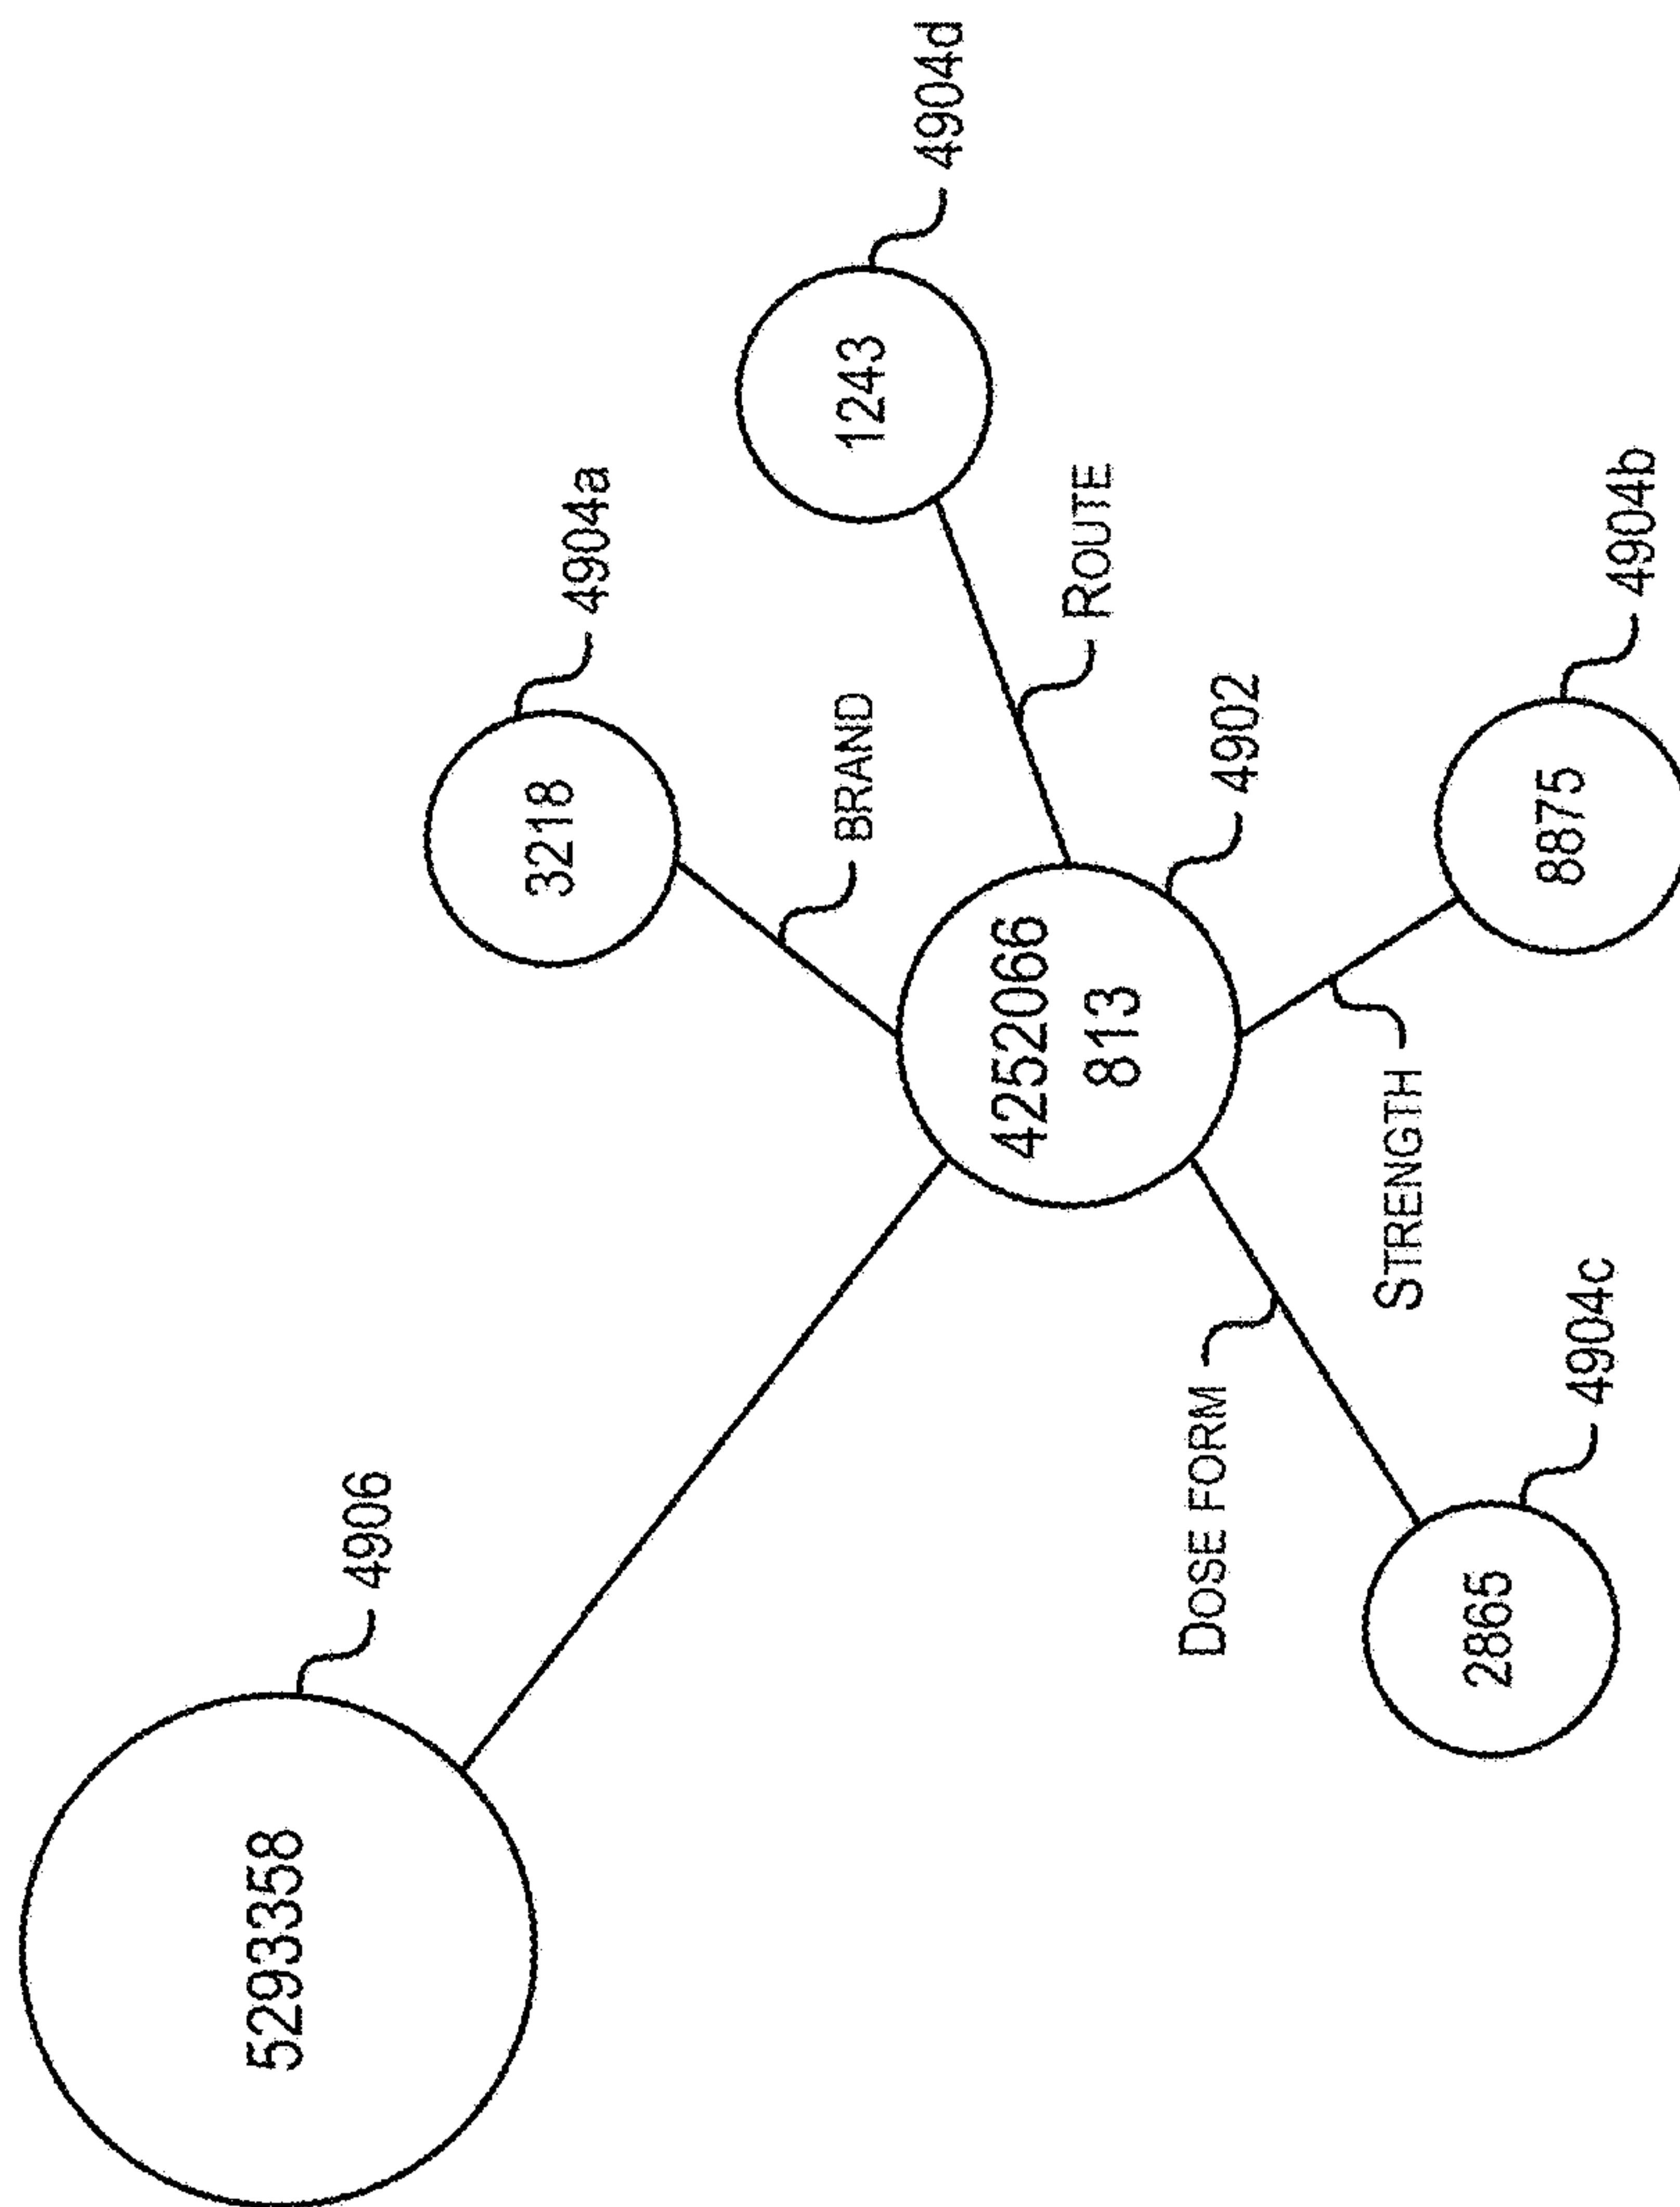 5293358
4906
3218
4904a
BRAND
1243
4904d
ROUTE
4252066
813
4902
DOSE FORM
STRENGTH
2865
4904c
8875
4904b